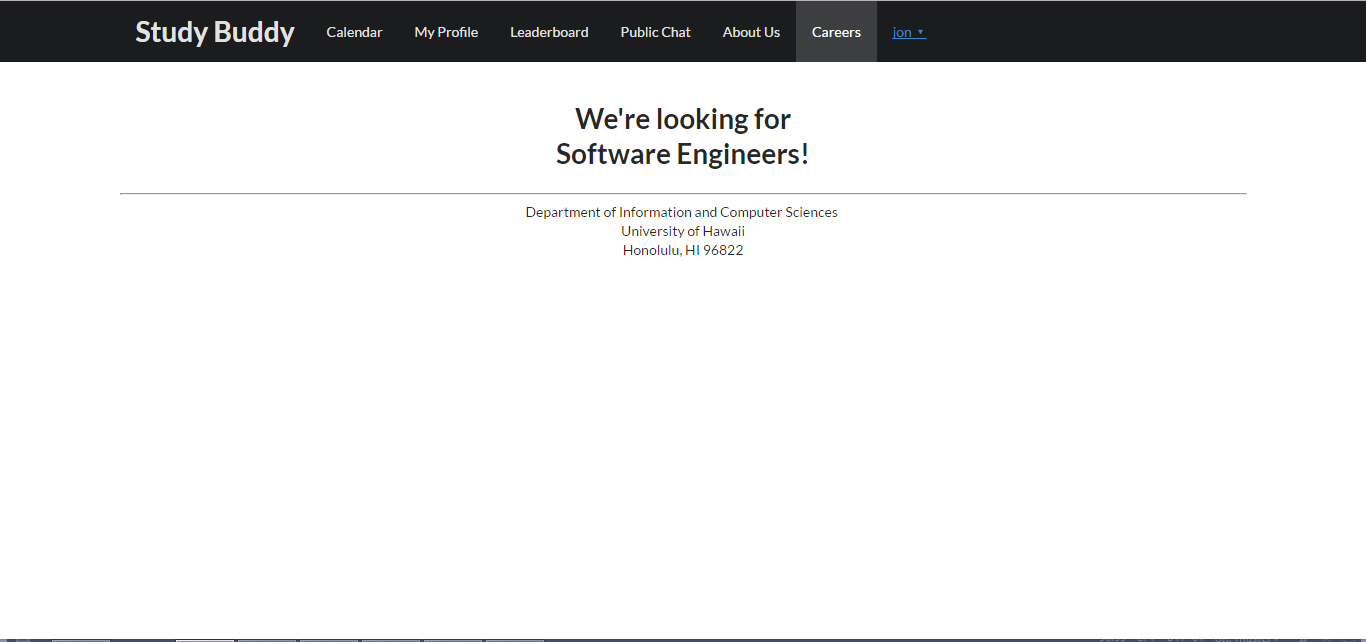 Study Buddy Calendar My Profile Leaderboard Public Chat About Us Careers jon
We're looking for
Software Engineers!
Department of Information and Computer Sciences
University of Hawaii
Honolulu, HI 96822